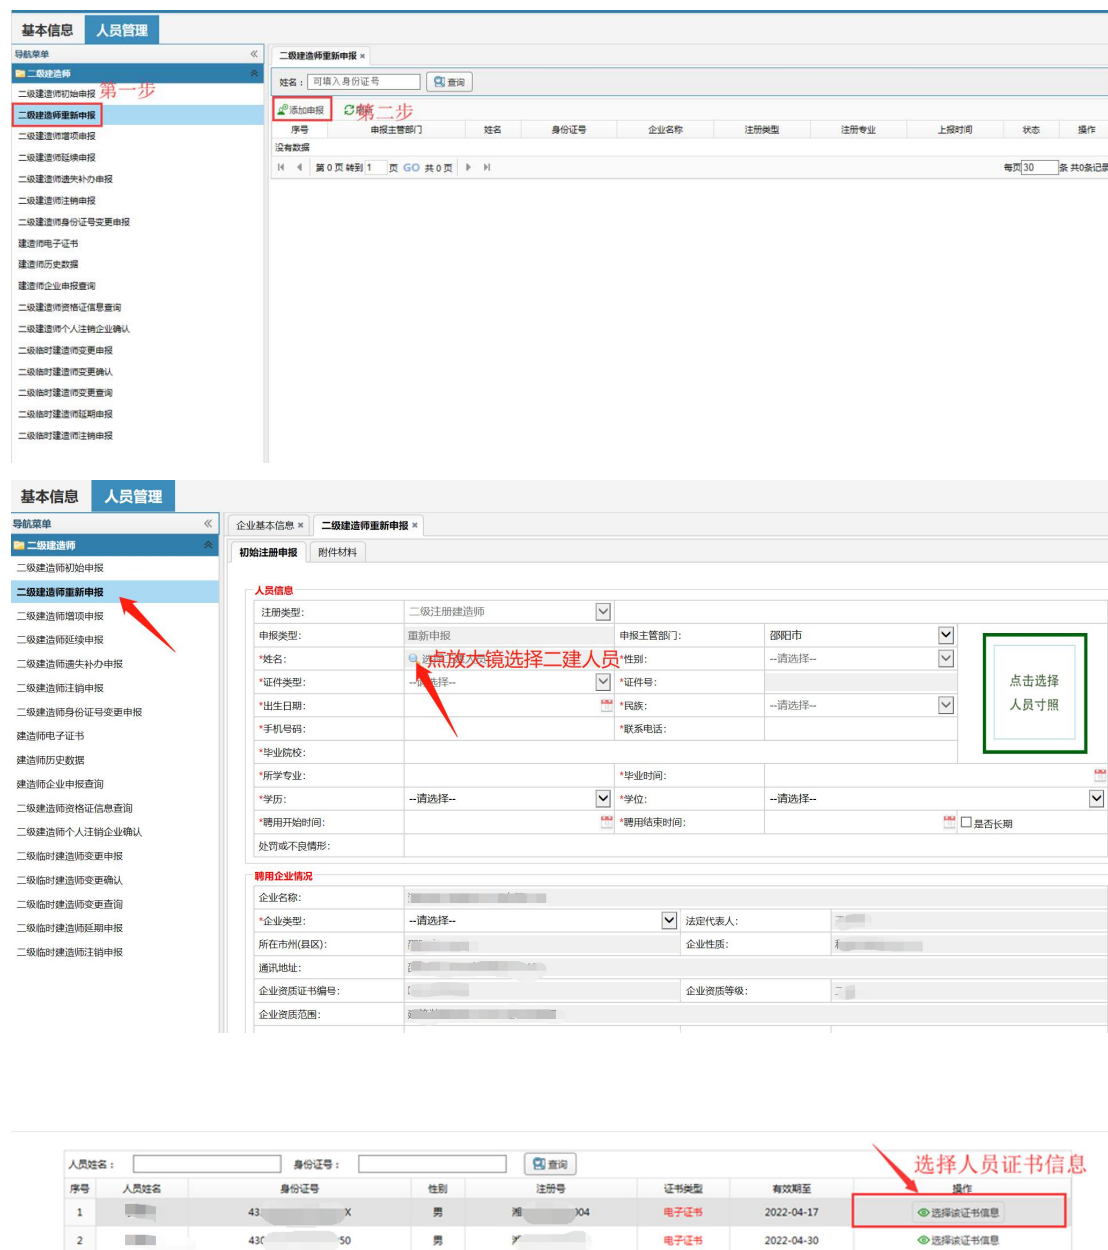 基本信息 人员管理
导航菜单
二级建造师
二级建造师初始申报
第一步
二级建造师重新申报
二级建造师增项申报
二级建造师延续申报
二级建造师遗失补办申报
二级建造师注销申报
二级建造师身份证号变更申报
建造师电子证书
建造师历史数据
建造师企业申报查询
二级建造师资格证信息查询
二级建造师个人注销企业确认
二级临时建造师变更申报
二级临时建造师变更确认
二级临时建造师变更查询
二级临时建造师延期申报
二级临时建造师注销申报
二级建造师重新申报
姓名： 可填入身份证号 查询
添加申报 第二步
序号 申报主管部门 姓名 身份证号 企业名称 注册类型 注册专业 上报时间 状态 操作
没有数据
第 0 页 转到 1 页 GO 共 0 页 每页 30 条 共0条记录
基本信息 人员管理
导航菜单
二级建造师
二级建造师初始申报
二级建造师重新申报
二级建造师增项申报
二级建造师延续申报
二级建造师遗失补办申报
二级建造师注销申报
二级建造师身份证号变更申报
建造师电子证书
建造师历史数据
建造师企业申报查询
二级建造师资格证信息查询
二级建造师个人注销企业确认
二级临时建造师变更申报
二级临时建造师变更确认
二级临时建造师变更查询
二级临时建造师延期申报
二级临时建造师注销申报
企业基本信息 二级建造师重新申报
初始注册申报 附件材料
人员信息
注册类型: 二级注册建造师
申报类型: 重新申报 申报主管部门: 邵阳市
*姓名: 点放大镜选择二建人员 *性别: --请选择--
*证件类型: --请选择-- *证件号:
*出生日期: *民族: --请选择--
点击选择
人员寸照
*手机号码: *联系电话:
*毕业院校:
*所学专业: *毕业时间:
*学历: --请选择-- *学位: --请选择--
*聘用开始时间: *聘用结束时间: 是否长期
处罚或不良情形:
聘用企业情况
企业名称:
*企业类型: --请选择-- 法定代表人:
所在市州(县区): 企业性质:
通讯地址:
企业资质证书编号: 企业资质等级:
企业资质范围:
人员姓名： 身份证号： 查询
选择人员证书信息
序号 人员姓名 身份证号 性别 注册号 证书类型 有效期至 操作
1 43 X 男 湘 004 电子证书 2022-04-17 选择该证书信息
2 430 50 男 电子证书 2022-04-30 选择该证书信息